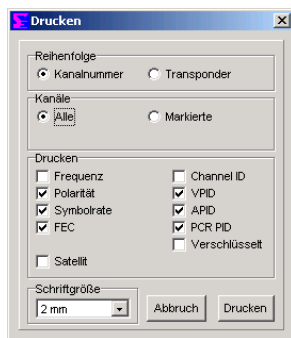 Drucken
Reihenfolge
Kanalnummer Transponder
Kanäle
Alle Markierte
Drucken
Frequenz Channel ID
Polarität VPID
Symbolrate APID
FEC PCR PID
Verschlüsselt
Satellit
Schriftgröße
2 mm Abbruch Drucken